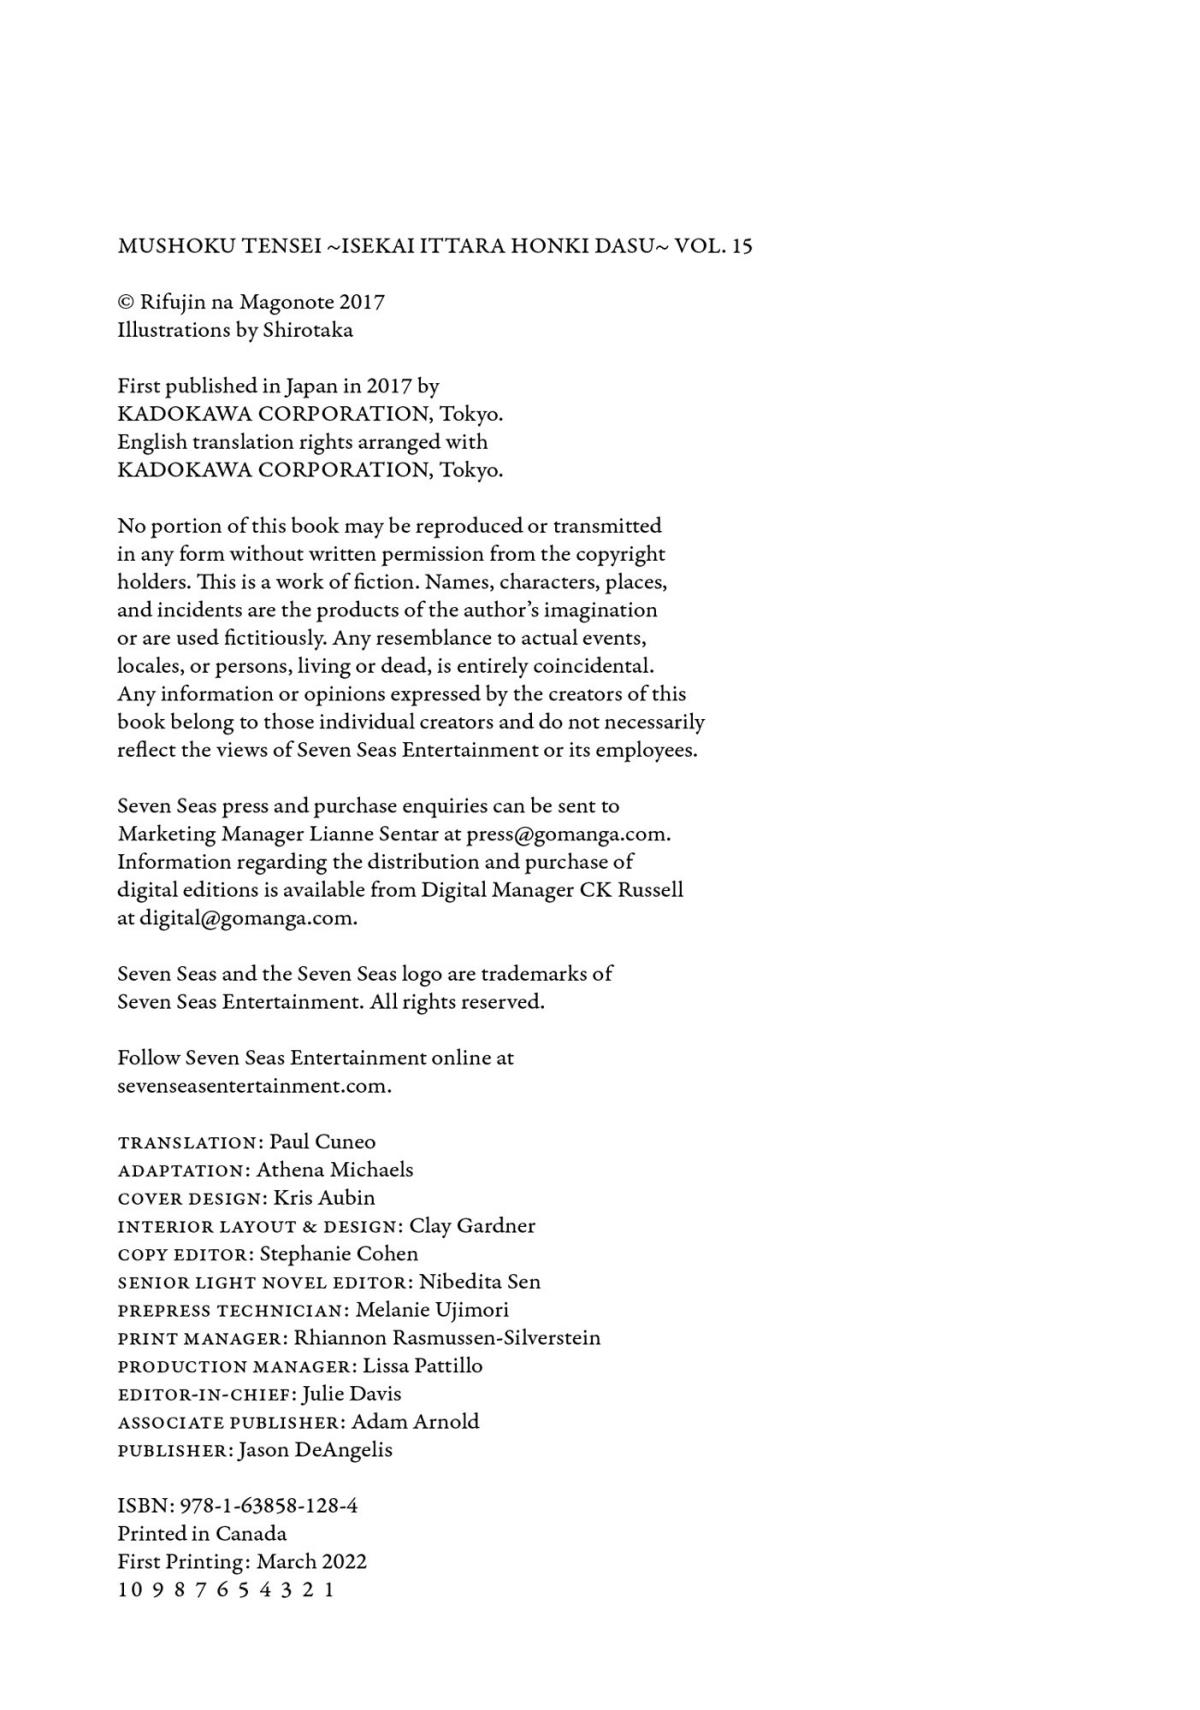 MUSHOKU TENSEI ~ISEKAI ITTARA HONKI DASU~ VOL. 15
© Rifujin na Magonote 2017
Illustrations by Shirotaka
First published in Japan in 2017 by
KADOKAWA CORPORATION, Tokyo.
English translation rights arranged with
KADOKAWA CORPORATION, Tokyo.
No portion of this book may be reproduced or transmitted
in any form without written permission from the copyright
holders. This is a work of fiction. Names, characters, places,
and incidents are the products of the author’s imagination
or are used fictitiously. Any resemblance to actual events,
locales, or persons, living or dead, is entirely coincidental.
Any information or opinions expressed by the creators of this
book belong to those individual creators and do not necessarily
reflect the views of Seven Seas Entertainment or its employees.
Seven Seas press and purchase enquiries can be sent to
Marketing Manager Lianne Sentar at press@gomanga.com.
Information regarding the distribution and purchase of
digital editions is available from Digital Manager CK Russell
at digital@gomanga.com.
Seven Seas and the Seven Seas logo are trademarks of
Seven Seas Entertainment. All rights reserved.
Follow Seven Seas Entertainment online at
sevenseasentertainment.com.
TRANSLATION: Paul Cuneo
ADAPTATION: Athena Michaels
COVER DESIGN: Kris Aubin
INTERIOR LAYOUT & DESIGN: Clay Gardner
COPY EDITOR: Stephanie Cohen
SENIOR LIGHT NOVEL EDITOR: Nibedita Sen
PREPRESS TECHNICIAN: Melanie Ujimori
PRINT MANAGER: Rhiannon Rasmussen-Silverstein
PRODUCTION MANAGER: Lissa Pattillo
EDITOR-IN-CHIEF: Julie Davis
ASSOCIATE PUBLISHER: Adam Arnold
PUBLISHER: Jason DeAngelis
ISBN: 978-1-63858-128-4
Printed in Canada
First Printing: March 2022
10 9 8 7 6 5 4 3 2 1